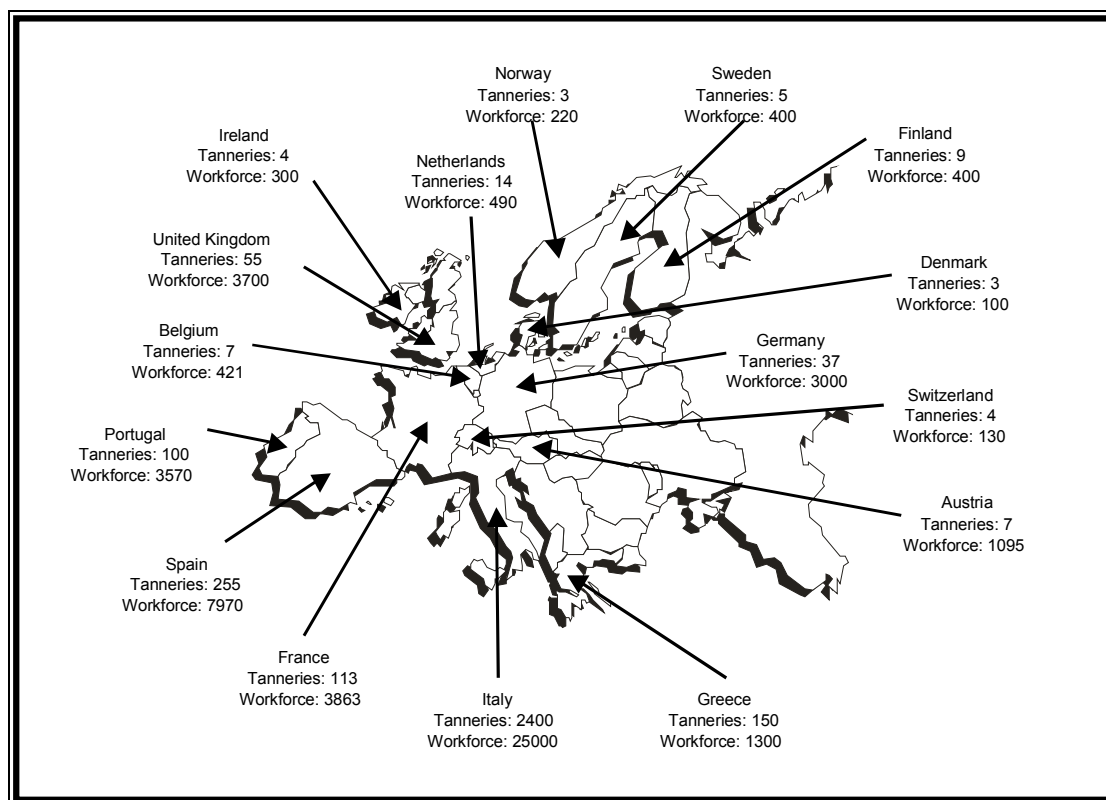 Norway
Tanneries: 3
Workforce: 220
Sweden
Tanneries: 5
Workforce: 400
Finland
Tanneries: 9
Workforce: 400
Ireland
Tanneries: 4
Workforce: 300
Netherlands
Tanneries: 14
Workforce: 490
United Kingdom
Tanneries: 55
Workforce: 3700
Denmark
Tanneries: 3
Workforce: 100
Belgium
Tanneries: 7
Workforce: 421
Germany
Tanneries: 37
Workforce: 3000
Switzerland
Tanneries: 4
Workforce: 130
Portugal
Tanneries: 100
Workforce: 3570
Austria
Tanneries: 7
Workforce: 1095
Spain
Tanneries: 255
Workforce: 7970
France
Tanneries: 113
Workforce: 3863
Italy
Tanneries: 2400
Workforce: 25000
Greece
Tanneries: 150
Workforce: 1300